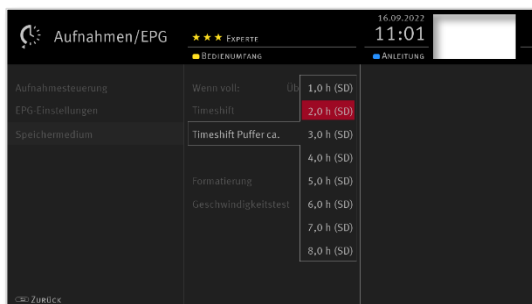 Aufnahmen/EPG
★★★ EXPERTE
BEDIENUMFANG
16.09.2022
11:01
ANLEITUNG
Aufnahmesteuerung
EPG-Einstellungen
Speichermedium
Wenn voll: Üb
Timeshift
Timeshift Puffer ca.
Formatierung
Geschwindigkeitstest
1,0 h (SD)
2,0 h (SD)
3,0 h (SD)
4,0 h (SD)
5,0 h (SD)
6,0 h (SD)
7,0 h (SD)
8,0 h (SD)
ZURÜCK